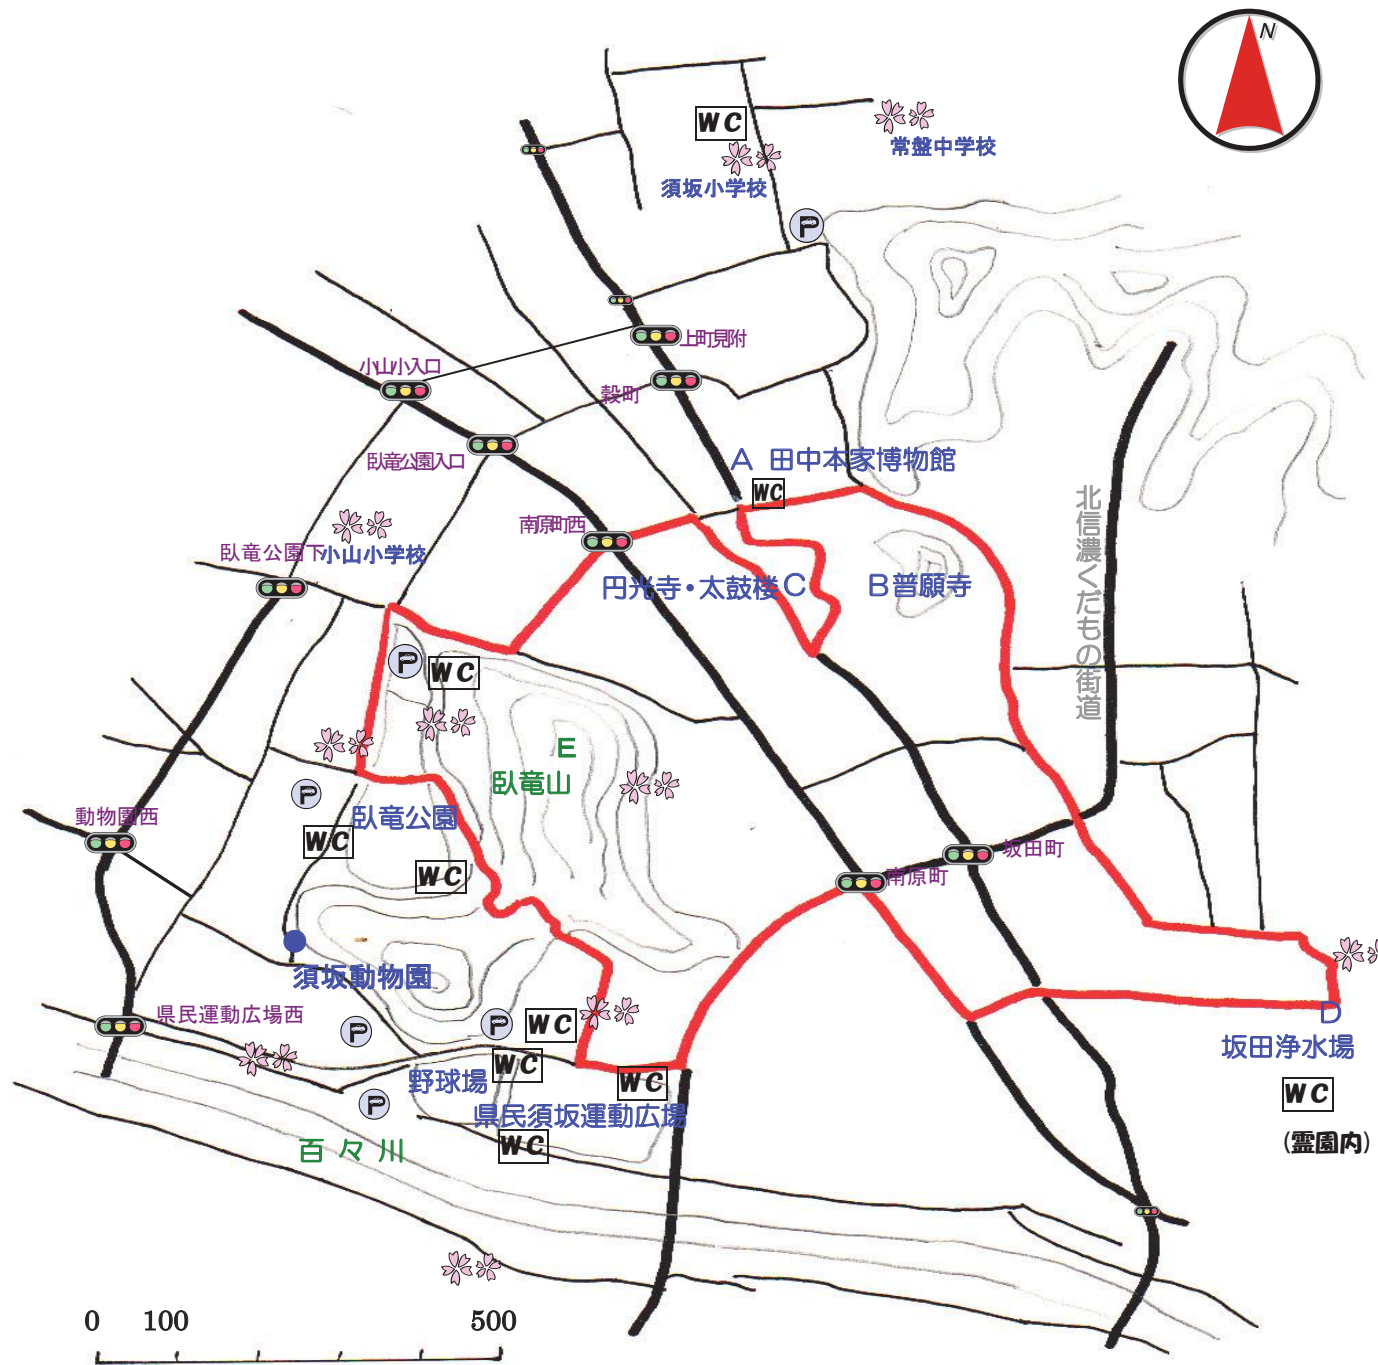 N
WC
常盤中学校
須坂小学校
P
上町見附
小山小入口
穀町
臥竜公園入口
A 田中本家博物館
WC
北信濃くだもの街道
南原町西
臥竜公園下
小山小学校
円光寺・太鼓楼C
B普願寺
P
WC
E
臥竜山
P
臥竜公園
動物園西
WC
坂田町
WC
南原町
須坂動物園
県民運動広場西
P
P
WC
D
坂田浄水場
WC
野球場
WC
WC
P
県民須坂運動広場
百々川
WC
(霊園内)
0 100 500